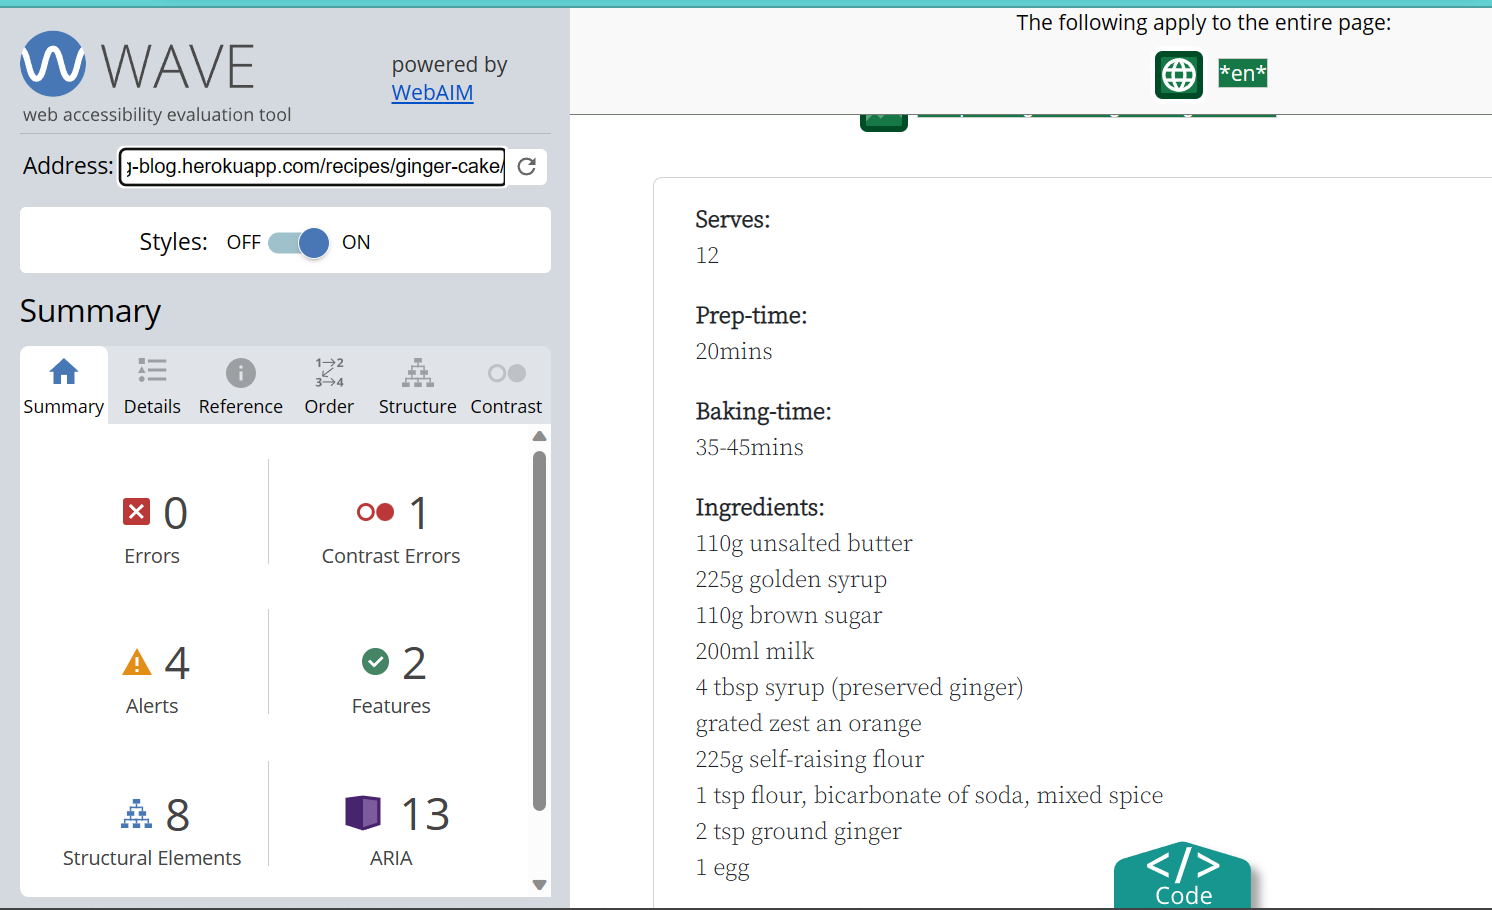 WAVE
powered by
WebAIM
web accessibility evaluation tool
Address:
g-blog.herokuapp.com/recipes/ginger-cake/
Styles: OFF ON
Summary
1→2
3→4
Summary Details Reference Order Structure Contrast
0
Errors
1
Contrast Errors
4
Alerts
2
Features
8
Structural Elements
13
ARIA
The following apply to the entire page:
*en*
Serves:
12
Prep-time:
20mins
Baking-time:
35-45mins
Ingredients:
110g unsalted butter
225g golden syrup
110g brown sugar
200ml milk
4 tbsp syrup (preserved ginger)
grated zest an orange
225g self-raising flour
1 tsp flour, bicarbonate of soda, mixed spice
2 tsp ground ginger
1 egg
</>
Code